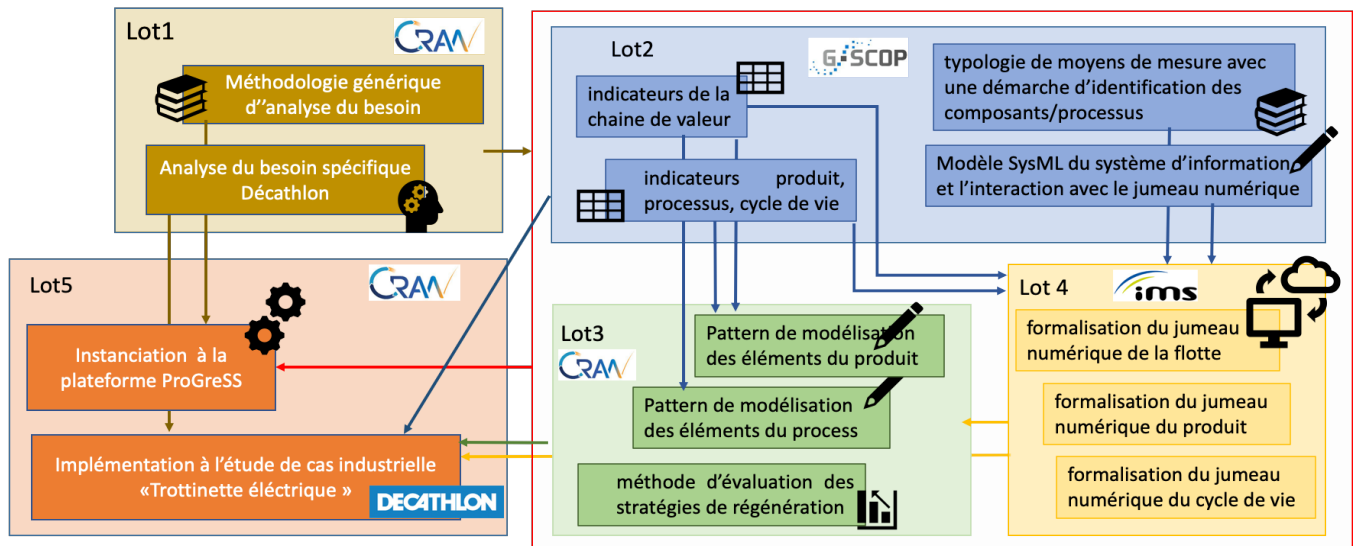 Lot1
CRAN
Méthodologie générique
d’’analyse du besoin
Analyse du besoin spécifique
Décathlon
Lot2
G-SCOP
indicateurs de la
chaine de valeur
indicateurs produit,
processus, cycle de vie
typologie de moyens de mesure avec
une démarche d’identification des
composants/processus
Modèle SysML du système d’information
et l’interaction avec le jumeau numérique
Lot5
CRAN
Instanciation à la
plateforme ProGreSS
Implémentation à l’étude de cas industrielle
«Trottinette éléctrique »
DECATHLON
Lot3
CRAN
Pattern de modélisation
des éléments du produit
Pattern de modélisation
des éléments du process
méthode d’évaluation des
stratégies de régénération
Lot 4
ims
formalisation du jumeau
numérique de la flotte
formalisation du jumeau
numérique du produit
formalisation du jumeau
numérique du cycle de vie